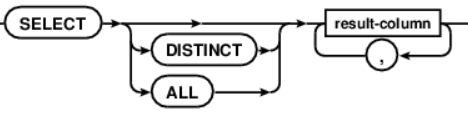 SELECT
result-column
DISTINCT
,
ALL